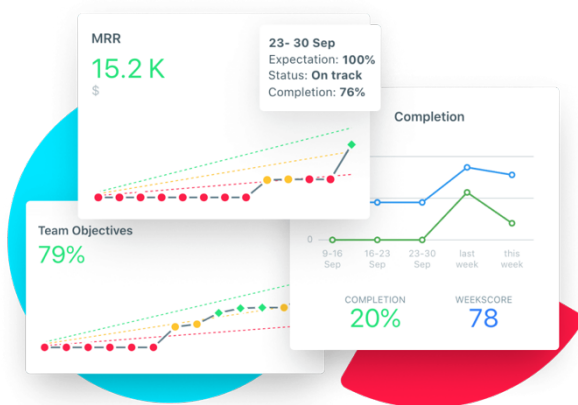 MRR
15.2 K
$
23- 30 Sep
Expectation: 100%
Status: On track
Completion: 76%
Team Objectives
79%
Completion
0
9-16 Sep
16-23 Sep
23-30 Sep
last week
this week
COMPLETION
20%
WEEKSCORE
78